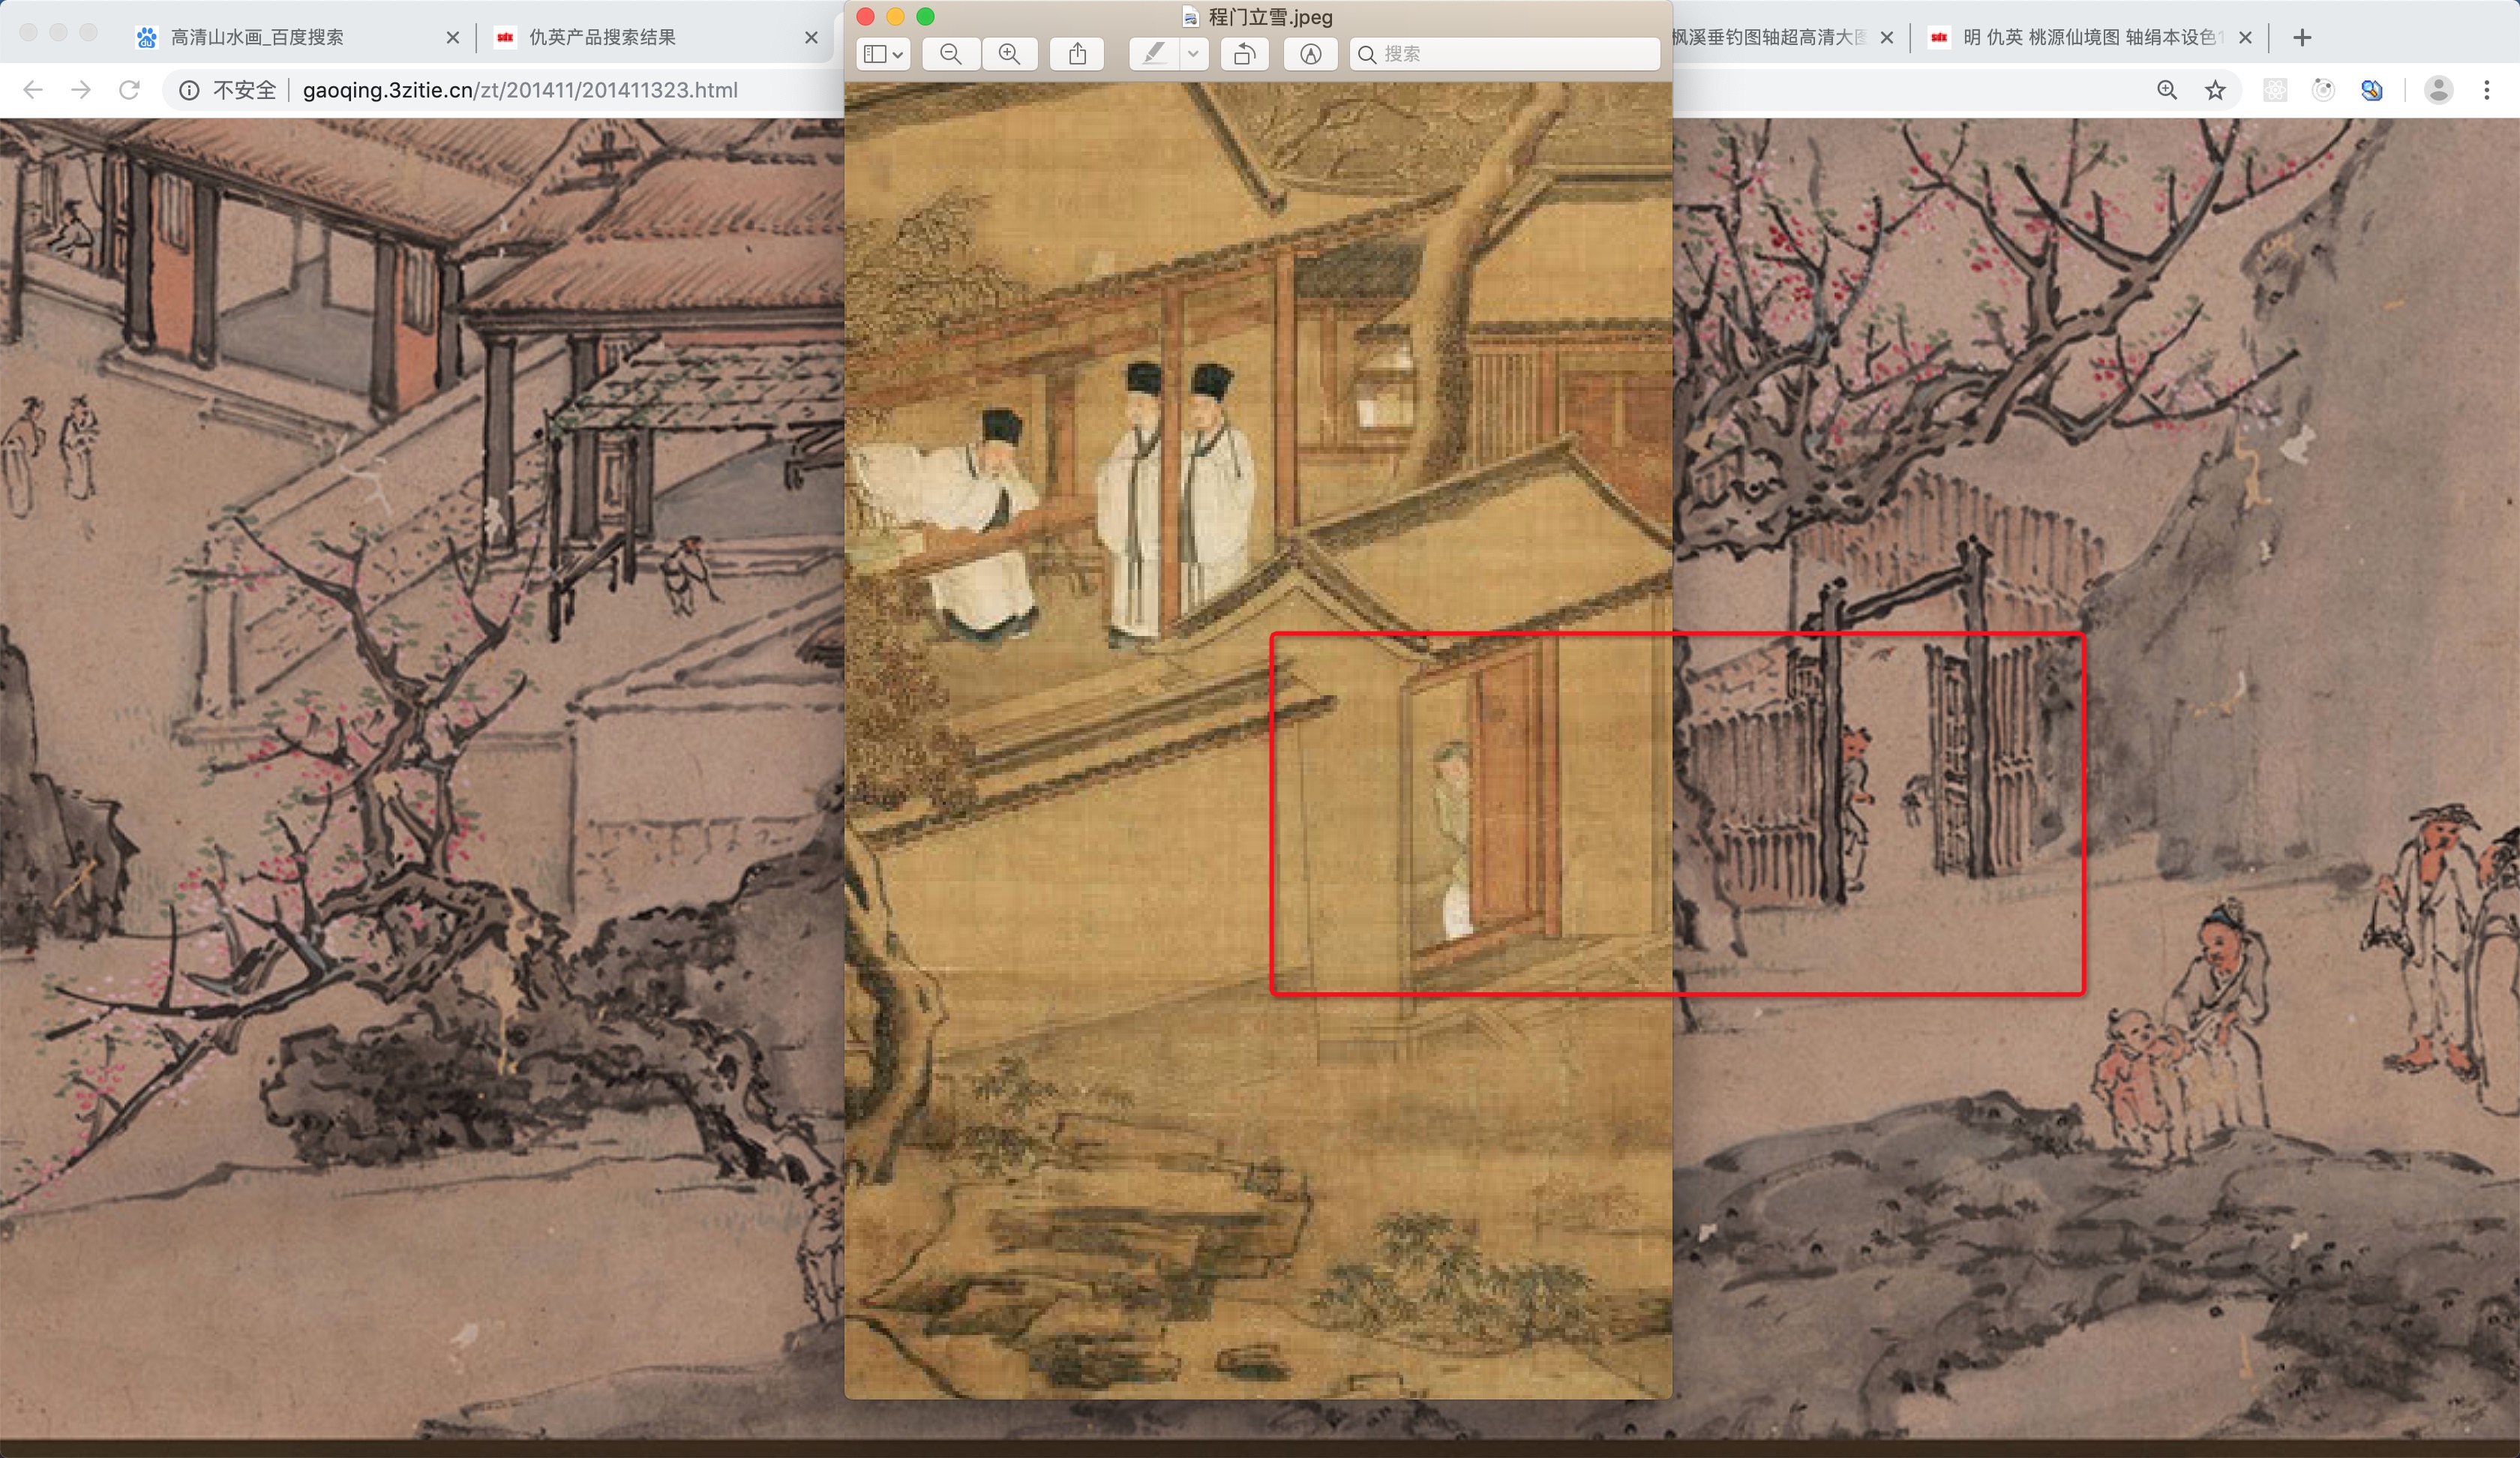 高清山水画_百度搜索
仇英产品搜索结果
程门立雪.jpeg
枫溪垂钓图轴超高清大图
明 仇英 桃源仙境图 轴绢本设色
不安全
gaoqing.3zitie.cn/zt/201411/201411323.html
搜索